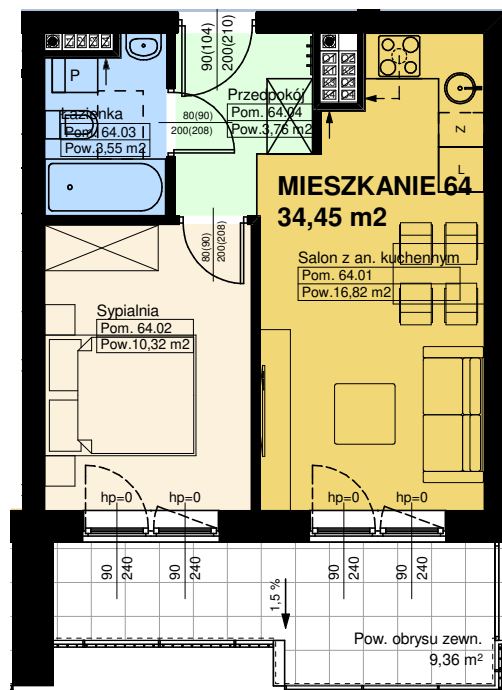 90(104)
200(210)
P
Łazienka
Pom. 64.03
Pow.3,55 m2
80(90)
200(208)
Przedpokój
Pom. 64.04
Pow.3,76 m2
Z
L
MIESZKANIE 64
34,45 m2
80(90)
200(208)
Salon z an. kuchennym
Pom. 64.01
Pow.16,82 m2
Sypialnia
Pom. 64.02
Pow.10,32 m2
hp=0
hp=0
hp=0
hp=0
90
240
90
240
90
240
90
240
1,5 %
Pow. obrysu zewn.
9,36 m²